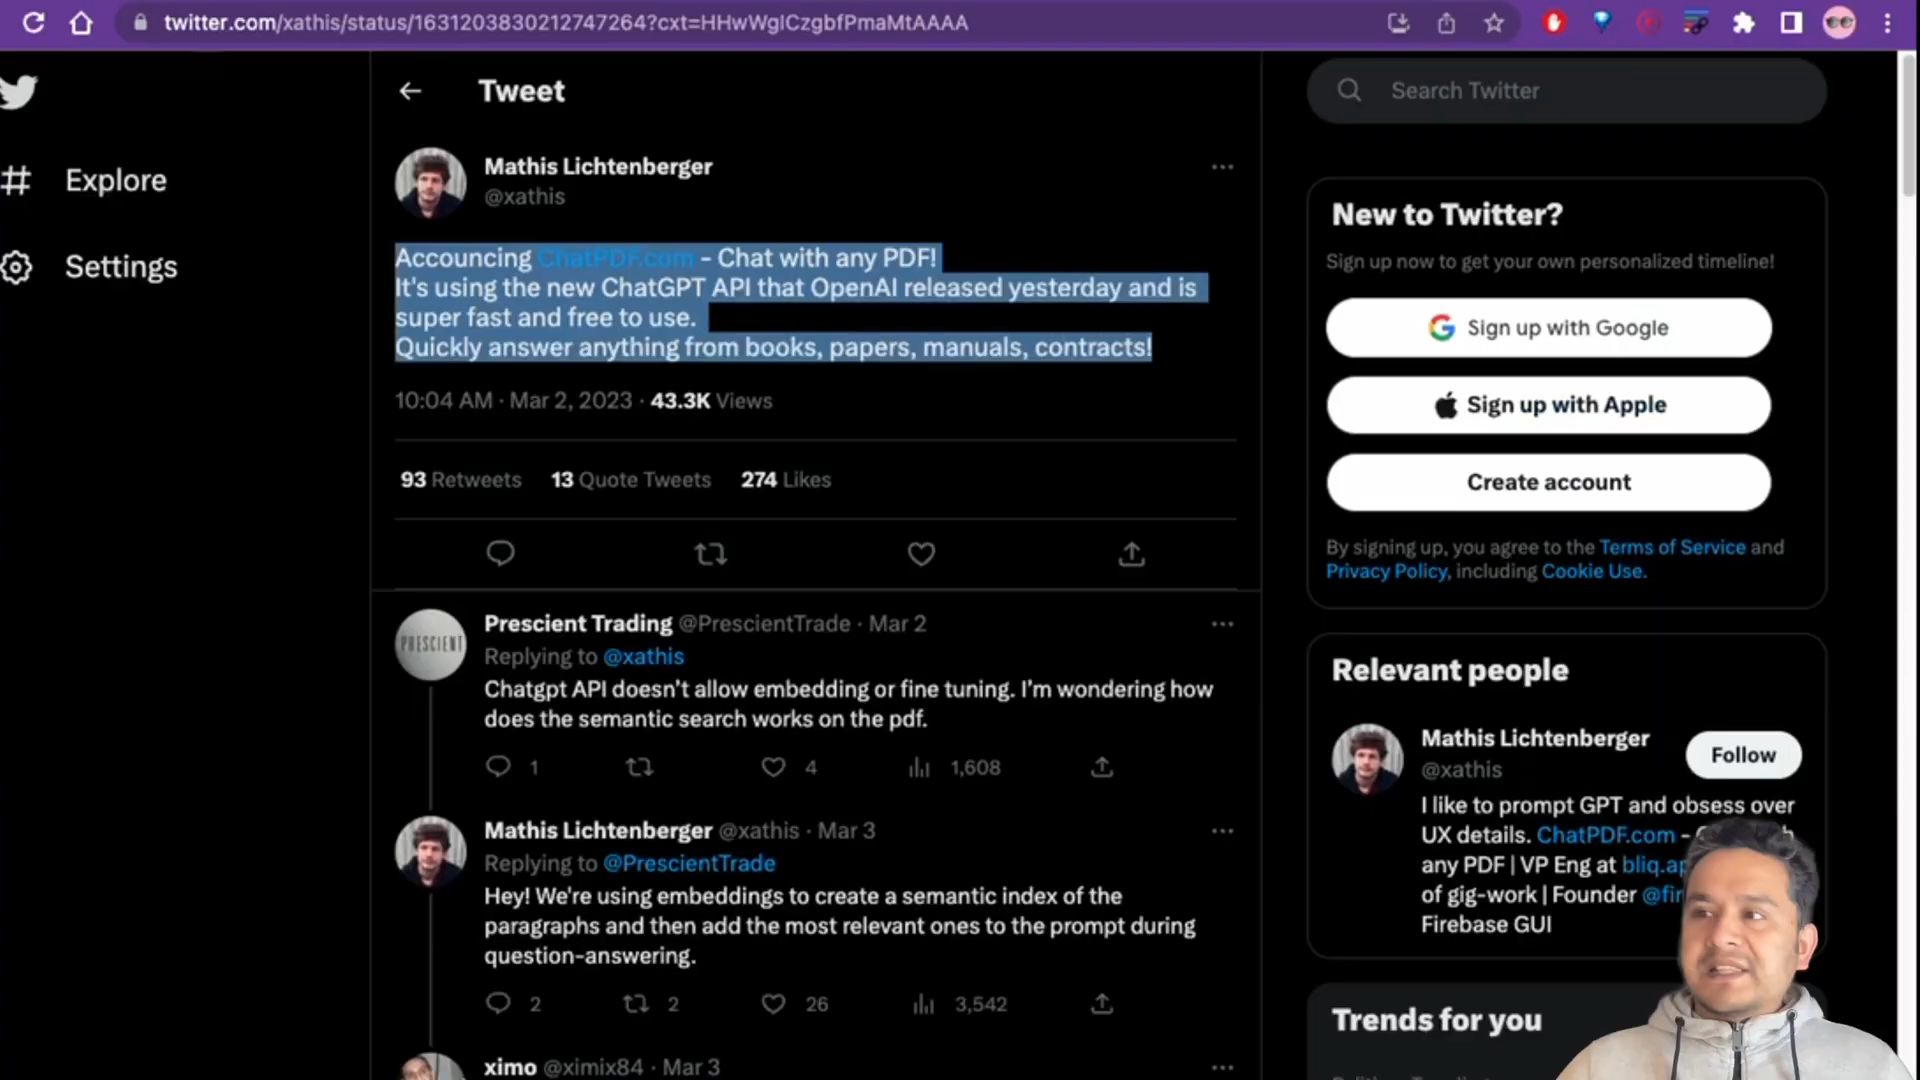 twitter.com/xathis/status/1631203830212747264?cxt=HHwWgICzgbfPmaMtAAAA
Explore
Settings
Tweet
Mathis Lichtenberger
@xathis
Accouncing ChatPDF.com - Chat with any PDF!
It's using the new ChatGPT API that OpenAI released yesterday and is
super fast and free to use.
Quickly answer anything from books, papers, manuals, contracts!
10:04 AM · Mar 2, 2023 · 43.3K Views
93 Retweets 13 Quote Tweets 274 Likes
PRESCIENT
Prescient Trading @PrescientTrade · Mar 2
Replying to @xathis
Chatgpt API doesn't allow embedding or fine tuning. I'm wondering how
does the semantic search works on the pdf.
1 4 1,608
Mathis Lichtenberger @xathis · Mar 3
Replying to @PrescientTrade
Hey! We're using embeddings to create a semantic index of the
paragraphs and then add the most relevant ones to the prompt during
question-answering.
2 2 26 3,542
ximo @ximix84 · Mar 3
Search Twitter
New to Twitter?
Sign up now to get your own personalized timeline!
Sign up with Google
Sign up with Apple
Create account
By signing up, you agree to the Terms of Service and
Privacy Policy, including Cookie Use.
Relevant people
Mathis Lichtenberger
@xathis
Follow
I like to prompt GPT and obsess over
UX details. ChatPDF.com -
any PDF | VP Eng at bliq.ap
of gig-work | Founder @fir
Firebase GUI
Trends for you